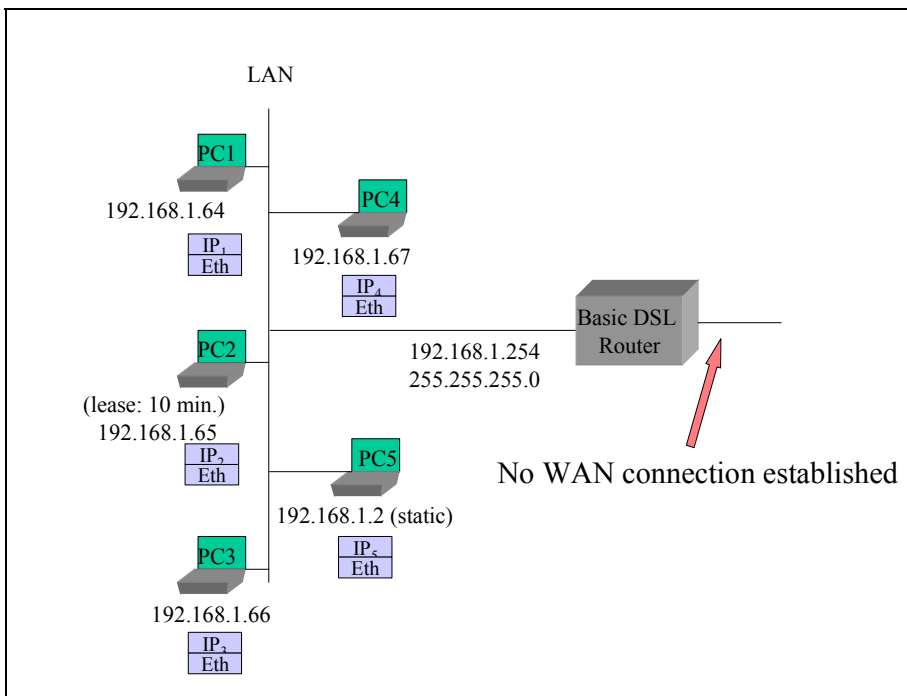 LAN
PC1
192.168.1.64
IP1
Eth
PC4
192.168.1.67
IP4
Eth
Basic DSL
Router
192.168.1.254
255.255.255.0
PC2
(lease: 10 min.)
192.168.1.65
IP2
Eth
PC5
192.168.1.2 (static)
IP5
Eth
No WAN connection established
PC3
192.168.1.66
IP3
Eth